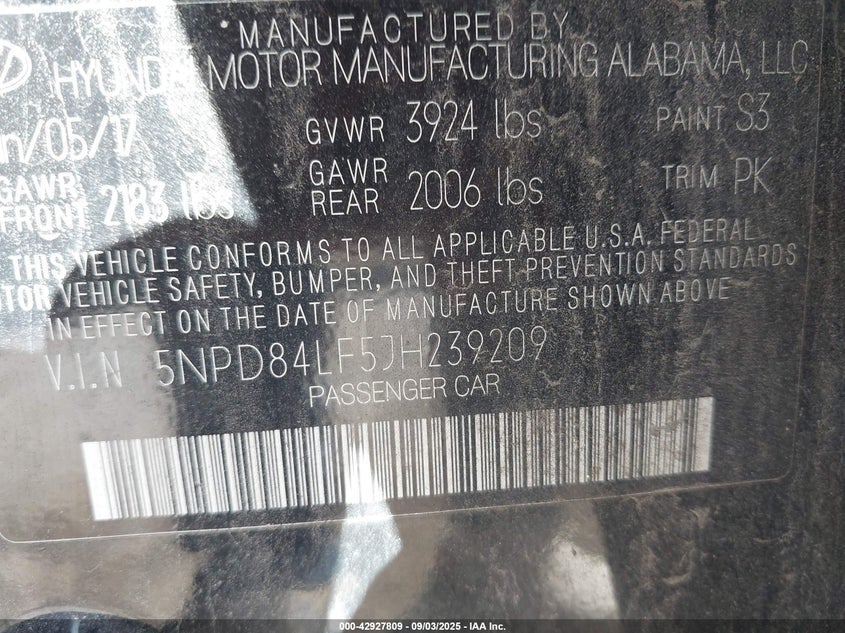 *MANUFACTURED BY
HYUNDAI MOTOR MANUFACTURING ALABAMA, LLC
/05/17 GVWR 3924 lbs PAINT S3
GAWR FRONT 2183 lbs GAWR REAR 2006 lbs TRIM PK
THIS VEHICLE CONFORMS TO ALL APPLICABLE U.S.A. FEDERAL
TOR VEHICLE SAFETY, BUMPER, AND THEFT PREVENTION STANDARDS
IN EFFECT ON THE DATE OF MANUFACTURE SHOWN ABOVE
V.I.N 5NPD84LF5JH239209
PASSENGER CAR
000-42927809 - 09/03/2025 - IAA Inc.